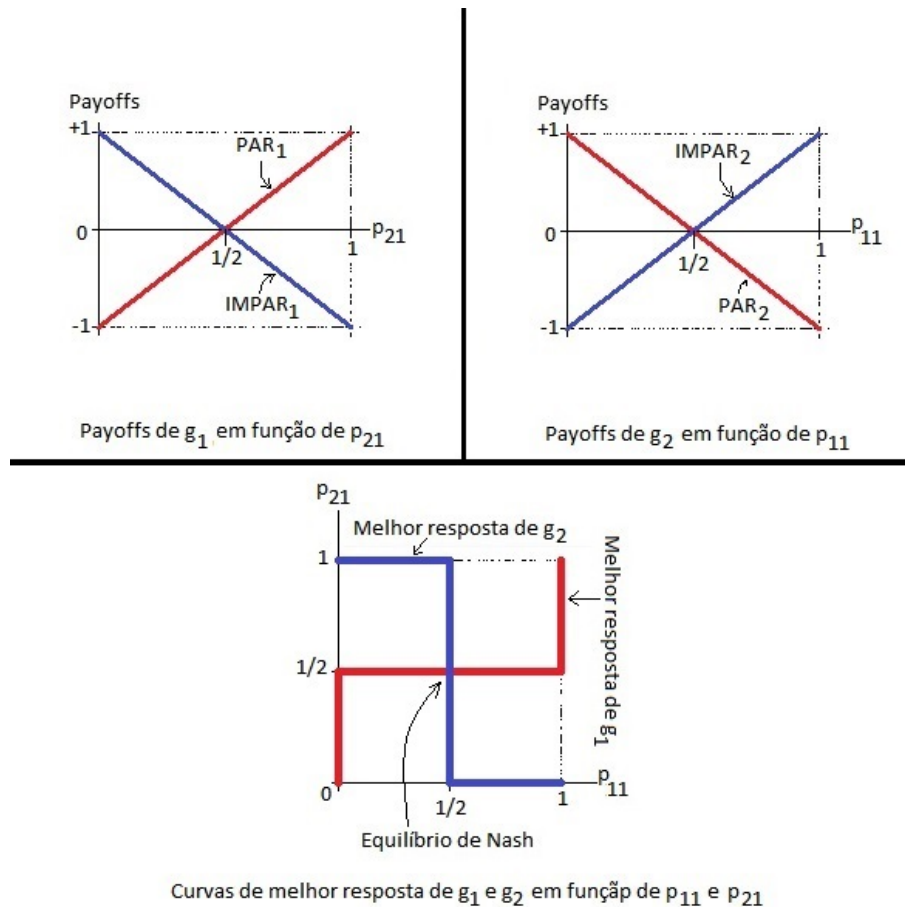 Payoffs
+1
PAR1
0
1/2
1
p21
IMPAR1
-1
Payoffs de g1 em função de p21
Payoffs
+1
IMPAR2
0
1/2
1
p11
PAR2
-1
Payoffs de g2 em função de p11
p21
Melhor resposta de g2
1
Melhor resposta de g1
1/2
0
1/2
1
p11
Equilíbrio de Nash
Curvas de melhor resposta de g1 e g2 em funçãp de p11 e p21